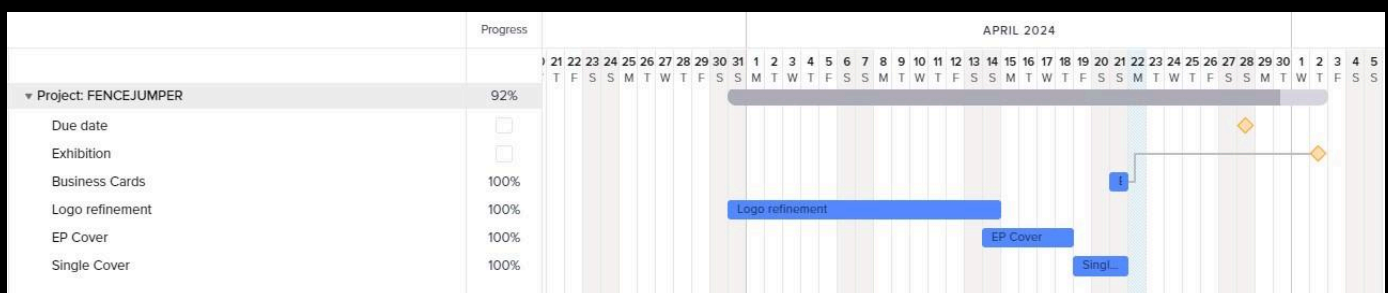 Progress
APRIL 2024
21 22 23 24 25 26 27 28 29 30 31 1 2 3 4 5 6 7 8 9 10 11 12 13 14 15 16 17 18 19 20 21 22 23 24 25 26 27 28 29 30 1 2 3 4 5
T F S S M T W T F S S M T W T F S S M T W T F S S M T W T F S S M T W T F S S M T W T F S S
Project: FENCEJUMPER 92%
Due date
Exhibition
Business Cards 100%
Logo refinement 100% Logo refinement
EP Cover 100% EP Cover
Single Cover 100% Singl...